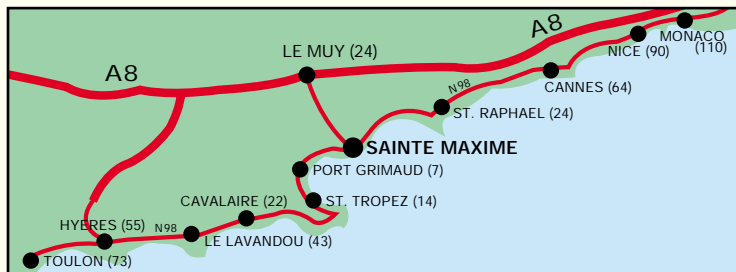 A8
MONACO
(110)
NICE (90)
LE MUY (24)
A8
CANNES (64)
N98
ST. RAPHAEL (24)
SAINTE MAXIME
PORT GRIMAUD (7)
CAVALAIRE (22)
ST. TROPEZ (14)
HYERES (55)
N98
LE LAVANDOU (43)
TOULON (73)